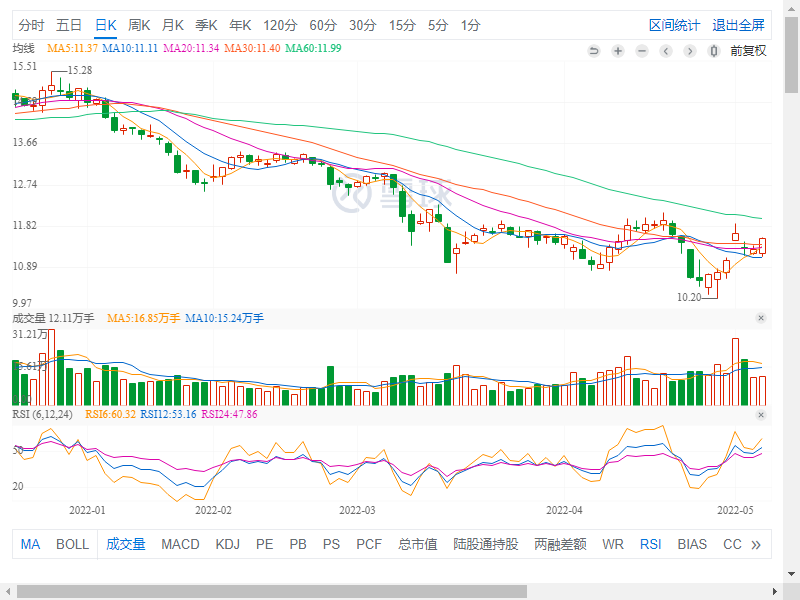 分时 五日 日K 周K 月K 季K 年K 120分 60分 30分 15分 5分 1分 区间统计 退出全屏
均线 MA5:11.37 MA10:11.11 MA20:11.34 MA30:11.40 MA60:11.99 前复权
15.51
15.28
13.66
12.74
雪球
11.82
10.89
10.20
9.97
成交量 12.11万手 MA5:16.85万手 MA10:15.24万手
31.21万
RSI (6,12,24) RSI6:60.32 RSI12:53.16 RSI24:47.86
20
2022-01 2022-02 2022-03 2022-04 2022-05
MA BOLL 成交量 MACD KDJ PE PB PS PCF 总市值 陆股通持股 两融差额 WR RSI BIAS CC »